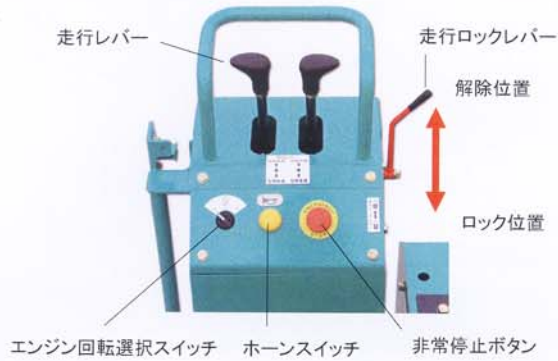 走行レバー
走行ロックレバー
解除位置
ロック位置
エンジン回転選択スイッチ
ホーンスイッチ
非常停止ボタン